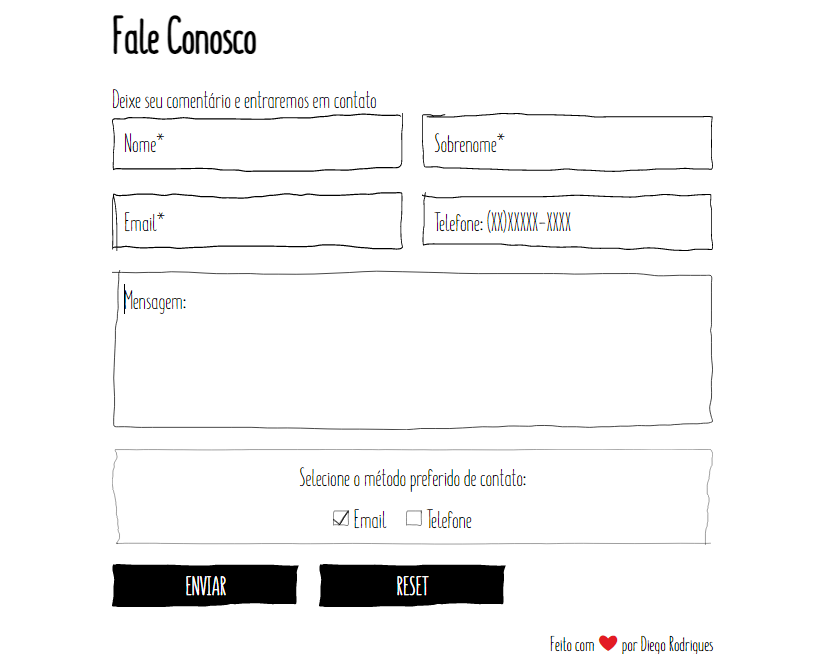 Fale Conosco
Deixe seu comentário e entraremos em contato
Nome* Sobrenome*
Email* Telefone: (XX)XXXXX-XXXX
Mensagem:
Selecione o método preferido de contato:
Email Telefone
ENVIAR RESET
Feito com ❤ por Diego Rodrigues